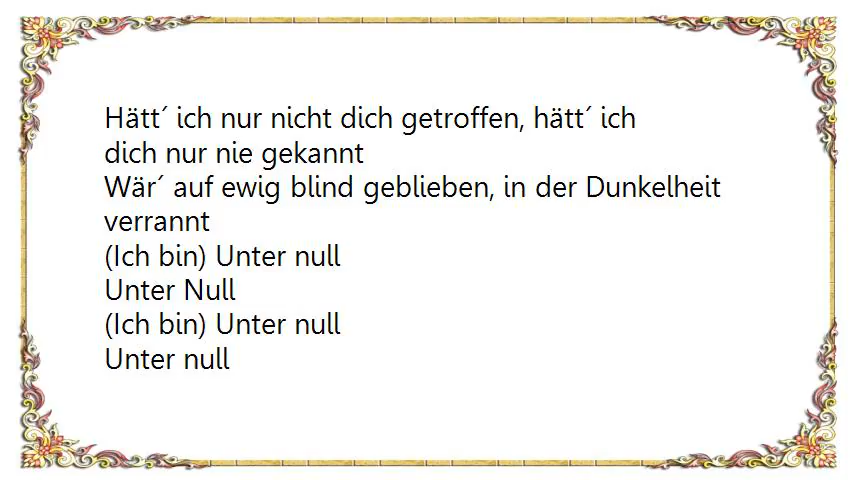 Hätt´ ich nur nicht dich getroffen, hätt´ ich
dich nur nie gekannt
Wär´ auf ewig blind geblieben, in der Dunkelheit
verrannt
(Ich bin) Unter null
Unter Null
(Ich bin) Unter null
Unter null